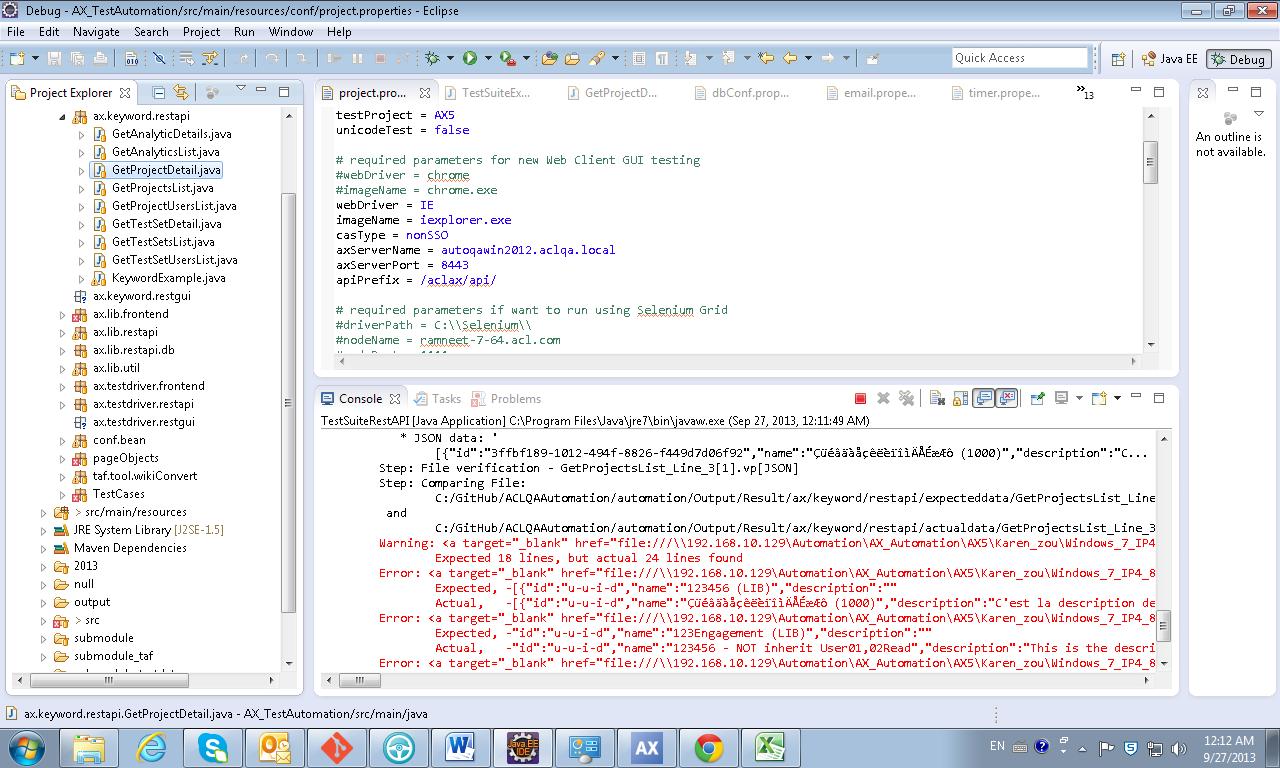 Debug - AX_TestAutomation/src/main/resources/conf/project.properties - Eclipse
File Edit Navigate Search Project Run Window Help
Quick Access
Java EE
Debug
Project Explorer
ax.keyword.restapi
GetAnalyticDetails.java
GetAnalyticsList.java
GetProjectDetail.java
GetProjectsList.java
GetProjectUsersList.java
GetTestSetDetail.java
GetTestSetsList.java
GetTestSetUsersList.java
KeywordExample.java
ax.keyword.restgui
ax.lib.frontend
ax.lib.restapi
ax.lib.restapi.db
ax.lib.util
ax.testdriver.frontend
ax.testdriver.restapi
ax.testdriver.restgui
conf.bean
pageObjects
taf.tool.wikiConvert
TestCases
> src/main/resources
JRE System Library [J2SE-1.5]
Maven Dependencies
2013
null
output
> src
submodule
submodule_taf
project.pro... TestSuiteEx... GetProjectD... dbConf.prop... email.prope... timer.prope... »13
testProject = AX5
unicodeTest = false
# required parameters for new Web Client GUI testing
#webDriver = chrome
#imageName = chrome.exe
webDriver = IE
imageName = iexplorer.exe
casType = nonSSO
axServerName = autoqawin2012.aclqa.local
axServerPort = 8443
apiPrefix = /aclax/api/
# required parameters if want to run using Selenium Grid
#driverPath = C:\\Selenium\\
#nodeName = ramneet-7-64.acl.com
An outline is
not available.
Console Tasks Problems
TestSuiteRestAPI [Java Application] C:\Program Files\Java\jre7\bin\javaw.exe (Sep 27, 2013, 12:11:49 AM)
* JSON data: '
[{"id":"3ffbf189-1012-494f-8826-f449d7d06f92","name":"ÇüéâäàåçêëèïîìÄÅÉæÆô (1000)","description":"C...
Step: File verification - GetProjectsList_Line_3[1].vp[JSON]
Step: Comparing File:
C:/GitHub/ACLQAAutomation/automation/Output/Result/ax/keyword/restapi/expecteddata/GetProjectsList_Line
and
C:/GitHub/ACLQAAutomation/automation/Output/Result/ax/keyword/restapi/actualdata/GetProjectsList_Line_3
Warning: <a target="_blank" href="file:///\\192.168.10.129\Automation\AX_Automation\AX5\Karen_zou\Windows_7_IP4_
Expected 18 lines, but actual 24 lines found
Error: <a target="_blank" href="file:///\\192.168.10.129\Automation\AX_Automation\AX5\Karen_zou\Windows_7_IP4_8
Expected, -[{"id":"u-u-i-d","name":"123456 (LIB)","description":""
Actual, -[{"id":"u-u-i-d","name":"ÇüéâäàåçêëèïîìÄÅÉæÆô (1000)","description":"C'est la description de
Error: <a target="_blank" href="file:///\\192.168.10.129\Automation\AX_Automation\AX5\Karen_zou\Windows_7_IP4_8
Expected, -"id":"u-u-i-d","name":"123Engagement (LIB)","description":""
Actual, -"id":"u-u-i-d","name":"123456 - NOT inherit User01,02Read","description":"This is the descri
Error: <a target="_blank" href="file:///\\192.168.10.129\Automation\AX_Automation\AX5\Karen_zou\Windows_7_IP4_8
ax.keyword.restapi.GetProjectDetail.java - AX_TestAutomation/src/main/java
Java EE
IDE
AX
EN
12:12 AM
9/27/2013